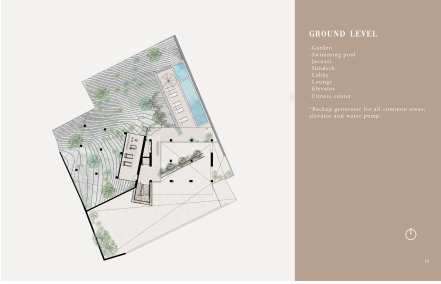 GROUND LEVEL
-Garden
-Swimming pool
-Jacuzzi
-Sundeck
-Lobby
-Lounge
-Elevator
-Fitness center
*Backup generator for all common areas,
elevator and water pump.